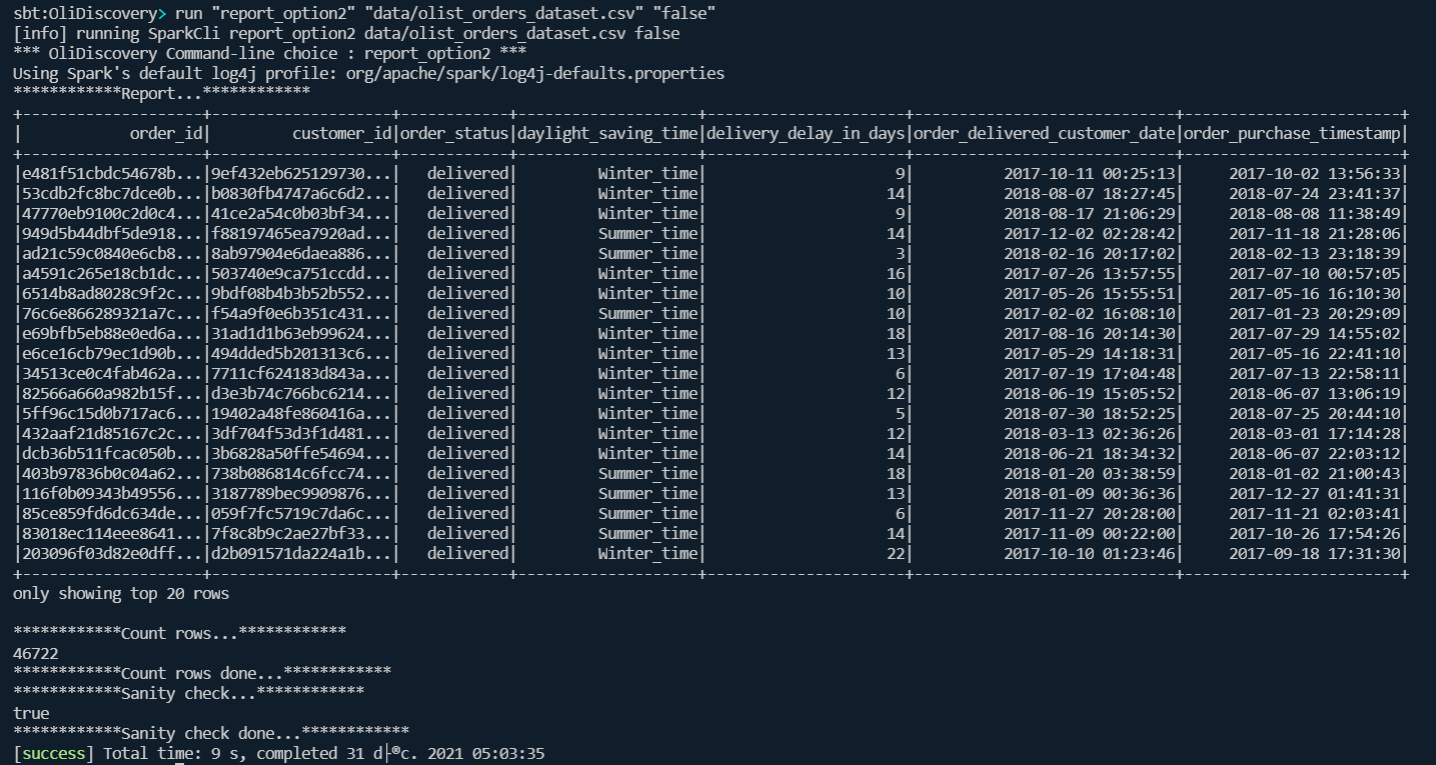 sbt:OliDiscovery> run "report_option2" "data/olist_orders_dataset.csv" "false"
[info] running SparkCli report_option2 data/olist_orders_dataset.csv false
*** OliDiscovery Command-line choice : report_option2 ***
Using Spark's default log4j profile: org/apache/spark/log4j-defaults.properties
************Report...************
+--------------------+--------------------+------------+--------------------+----------------------+-----------------------------+------------------------+
|            order_id|         customer_id|order_status|daylight_saving_time|delivery_delay_in_days|order_delivered_customer_date|order_purchase_timestamp|
+--------------------+--------------------+------------+--------------------+----------------------+-----------------------------+------------------------+
|e481f51cbdc54678b...|9ef432eb625129730...|   delivered|         Winter_time|                     9|          2017-10-11 00:25:13|     2017-10-02 13:56:33|
|53cdb2fc8bc7dce0b...|b0830fb4747a6c6d2...|   delivered|         Winter_time|                    14|          2018-08-07 18:27:45|     2018-07-24 23:41:37|
|47770eb9100c2d0c4...|41ce2a54c0b03bf34...|   delivered|         Winter_time|                     9|          2018-08-17 21:06:29|     2018-08-08 11:38:49|
|949d5b44dbf5de918...|f88197465ea7920ad...|   delivered|         Summer_time|                    14|          2017-12-02 02:28:42|     2017-11-18 21:28:06|
|ad21c59c0840e6cb8...|8ab97904e6daea886...|   delivered|         Summer_time|                     3|          2018-02-16 20:17:02|     2018-02-13 23:18:39|
|a4591c265e18cb1dc...|503740e9ca751ccdd...|   delivered|         Winter_time|                    16|          2017-07-26 13:57:55|     2017-07-10 00:57:05|
|6514b8ad8028c9f2c...|9bdf08b4b3b52b552...|   delivered|         Winter_time|                    10|          2017-05-26 15:55:51|     2017-05-16 16:10:30|
|76c6e866289321a7c...|f54a9f0e6b351c431...|   delivered|         Summer_time|                    10|          2017-02-02 16:08:10|     2017-01-23 20:29:09|
|e69bfb5eb88e0ed6a...|31ad1d1b63eb99624...|   delivered|         Winter_time|                    18|          2017-08-16 20:14:30|     2017-07-29 14:55:02|
|e6ce16cb79ec1d90b...|494dded5b201313c6...|   delivered|         Winter_time|                    13|          2017-05-29 14:18:31|     2017-05-16 22:41:10|
|34513ce0c4fab462a...|7711cf624183d843a...|   delivered|         Winter_time|                     6|          2017-07-19 17:04:48|     2017-07-13 22:58:11|
|82566a660a982b15f...|d3e3b74c766bc6214...|   delivered|         Winter_time|                    12|          2018-06-19 15:05:52|     2018-06-07 13:06:19|
|5ff96c15d0b717ac6...|19402a48fe860416a...|   delivered|         Winter_time|                     5|          2018-07-30 18:52:25|     2018-07-25 20:44:10|
|432aaf21d85167c2c...|3df704f53d3f1d481...|   delivered|         Winter_time|                    12|          2018-03-13 02:36:26|     2018-03-01 17:14:28|
|dcb36b511fcac050b...|3b6828a50ffe54694...|   delivered|         Winter_time|                    14|          2018-06-21 18:34:32|     2018-06-07 22:03:12|
|403b97836b0c04a62...|738b086814c6fcc74...|   delivered|         Summer_time|                    18|          2018-01-20 03:38:59|     2018-01-02 21:00:43|
|116f0b09343b49556...|3187789bec9909876...|   delivered|         Summer_time|                    13|          2018-01-09 00:36:36|     2017-12-27 01:41:31|
|85ce859fd6dc634de...|059f7fc5719c7da6c...|   delivered|         Summer_time|                     6|          2017-11-27 20:28:00|     2017-11-21 02:03:41|
|83018ec114eee8641...|7f8c8b9c2ae27bf33...|   delivered|         Summer_time|                    14|          2017-11-09 00:22:00|     2017-10-26 17:54:26|
|203096f03d82e0dff...|d2b091571da224a1b...|   delivered|         Winter_time|                    22|          2017-10-10 01:23:46|     2017-09-18 17:31:30|
+--------------------+--------------------+------------+--------------------+----------------------+-----------------------------+------------------------+
only showing top 20 rows
************Count rows...************
46722
************Count rows done...************
************Sanity check...************
true
************Sanity check done...************
[success] Total time: 9 s, completed 31 d├®c. 2021 05:03:35